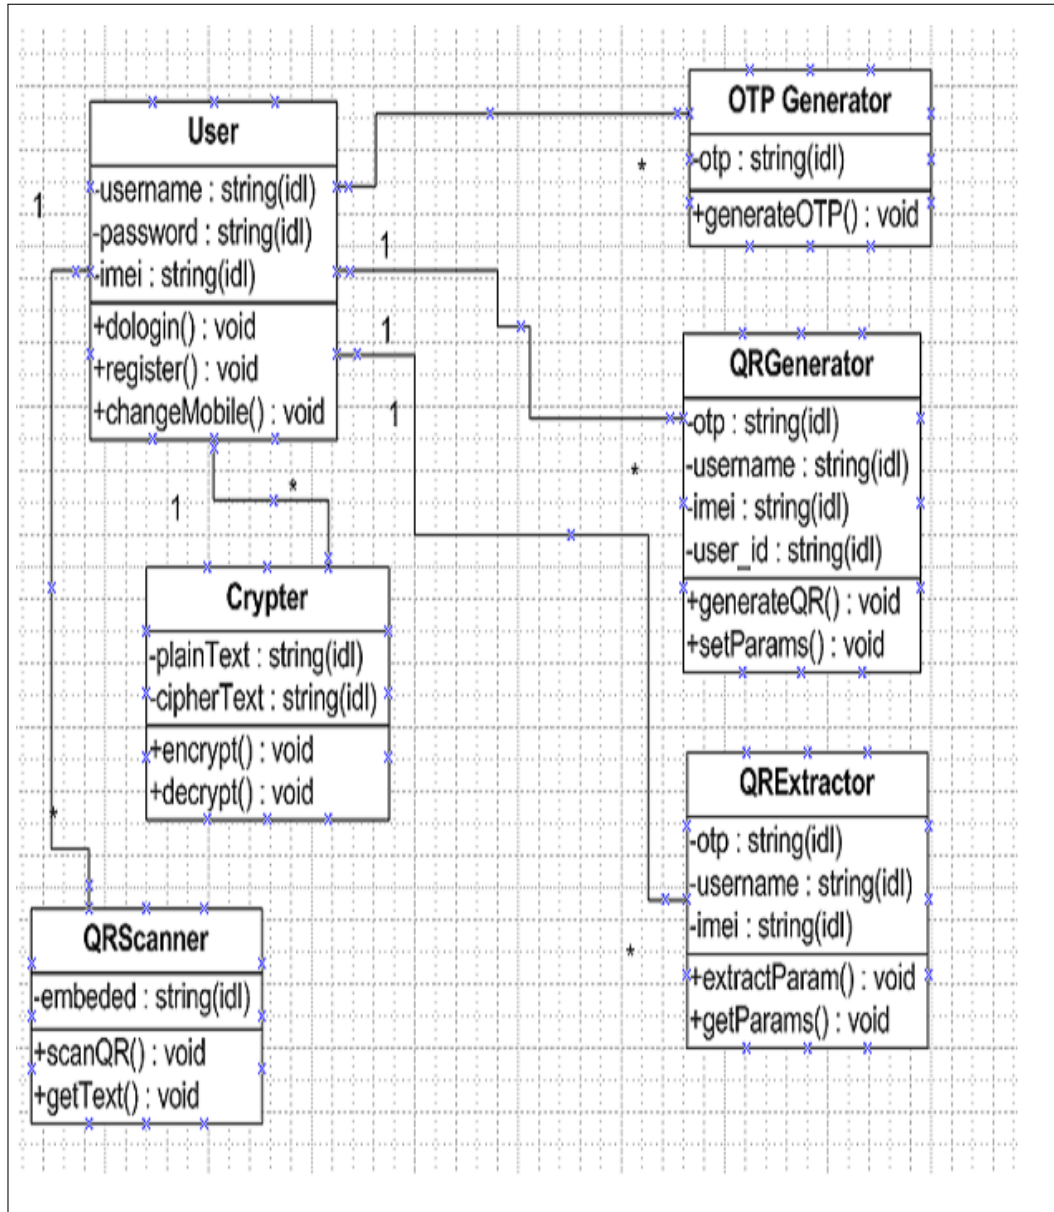 User
-username : string(idl)
-password : string(idl)
-imei : string(idl)
+dologin() : void
+register() : void
+changeMobile() : void
1
1
1
1
1
*
*
OTP Generator
-otp : string(idl)
+generateOTP() : void
QRGenerator
-otp : string(idl)
-username : string(idl)
-imei : string(idl)
-user_id : string(idl)
+generateQR() : void
+setParams() : void
*
Crypter
-plainText : string(idl)
-cipherText : string(idl)
+encrypt() : void
+decrypt() : void
*
QRExtractor
-otp : string(idl)
-username : string(idl)
-imei : string(idl)
+extractParam() : void
+getParams() : void
*
QRScanner
-embeded : string(idl)
+scanQR() : void
+getText() : void